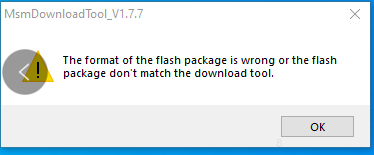 MsmDownloadTool_V1.7.7
The format of the flash package is wrong or the flash
package don't match the download tool.
OK